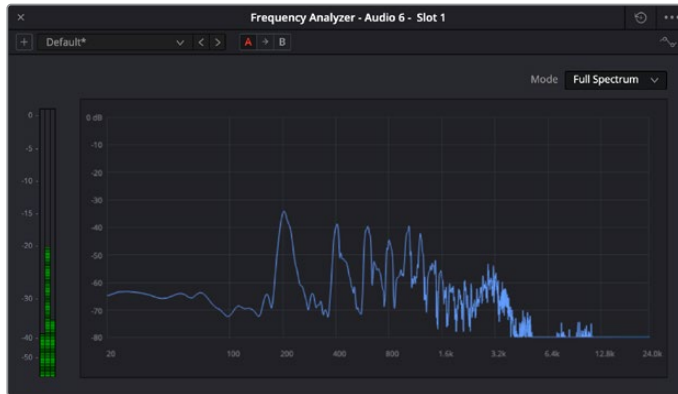 Frequency Analyzer - Audio 6 - Slot 1
Default*
A B
Mode Full Spectrum
0
-5
-10
-15
-20
-30
-40
-50
0 dB
-10
-20
-30
-40
-50
-60
-70
-80
20 100 200 400 800 1.6k 3.2k 6.4k 12.8k 24.0k